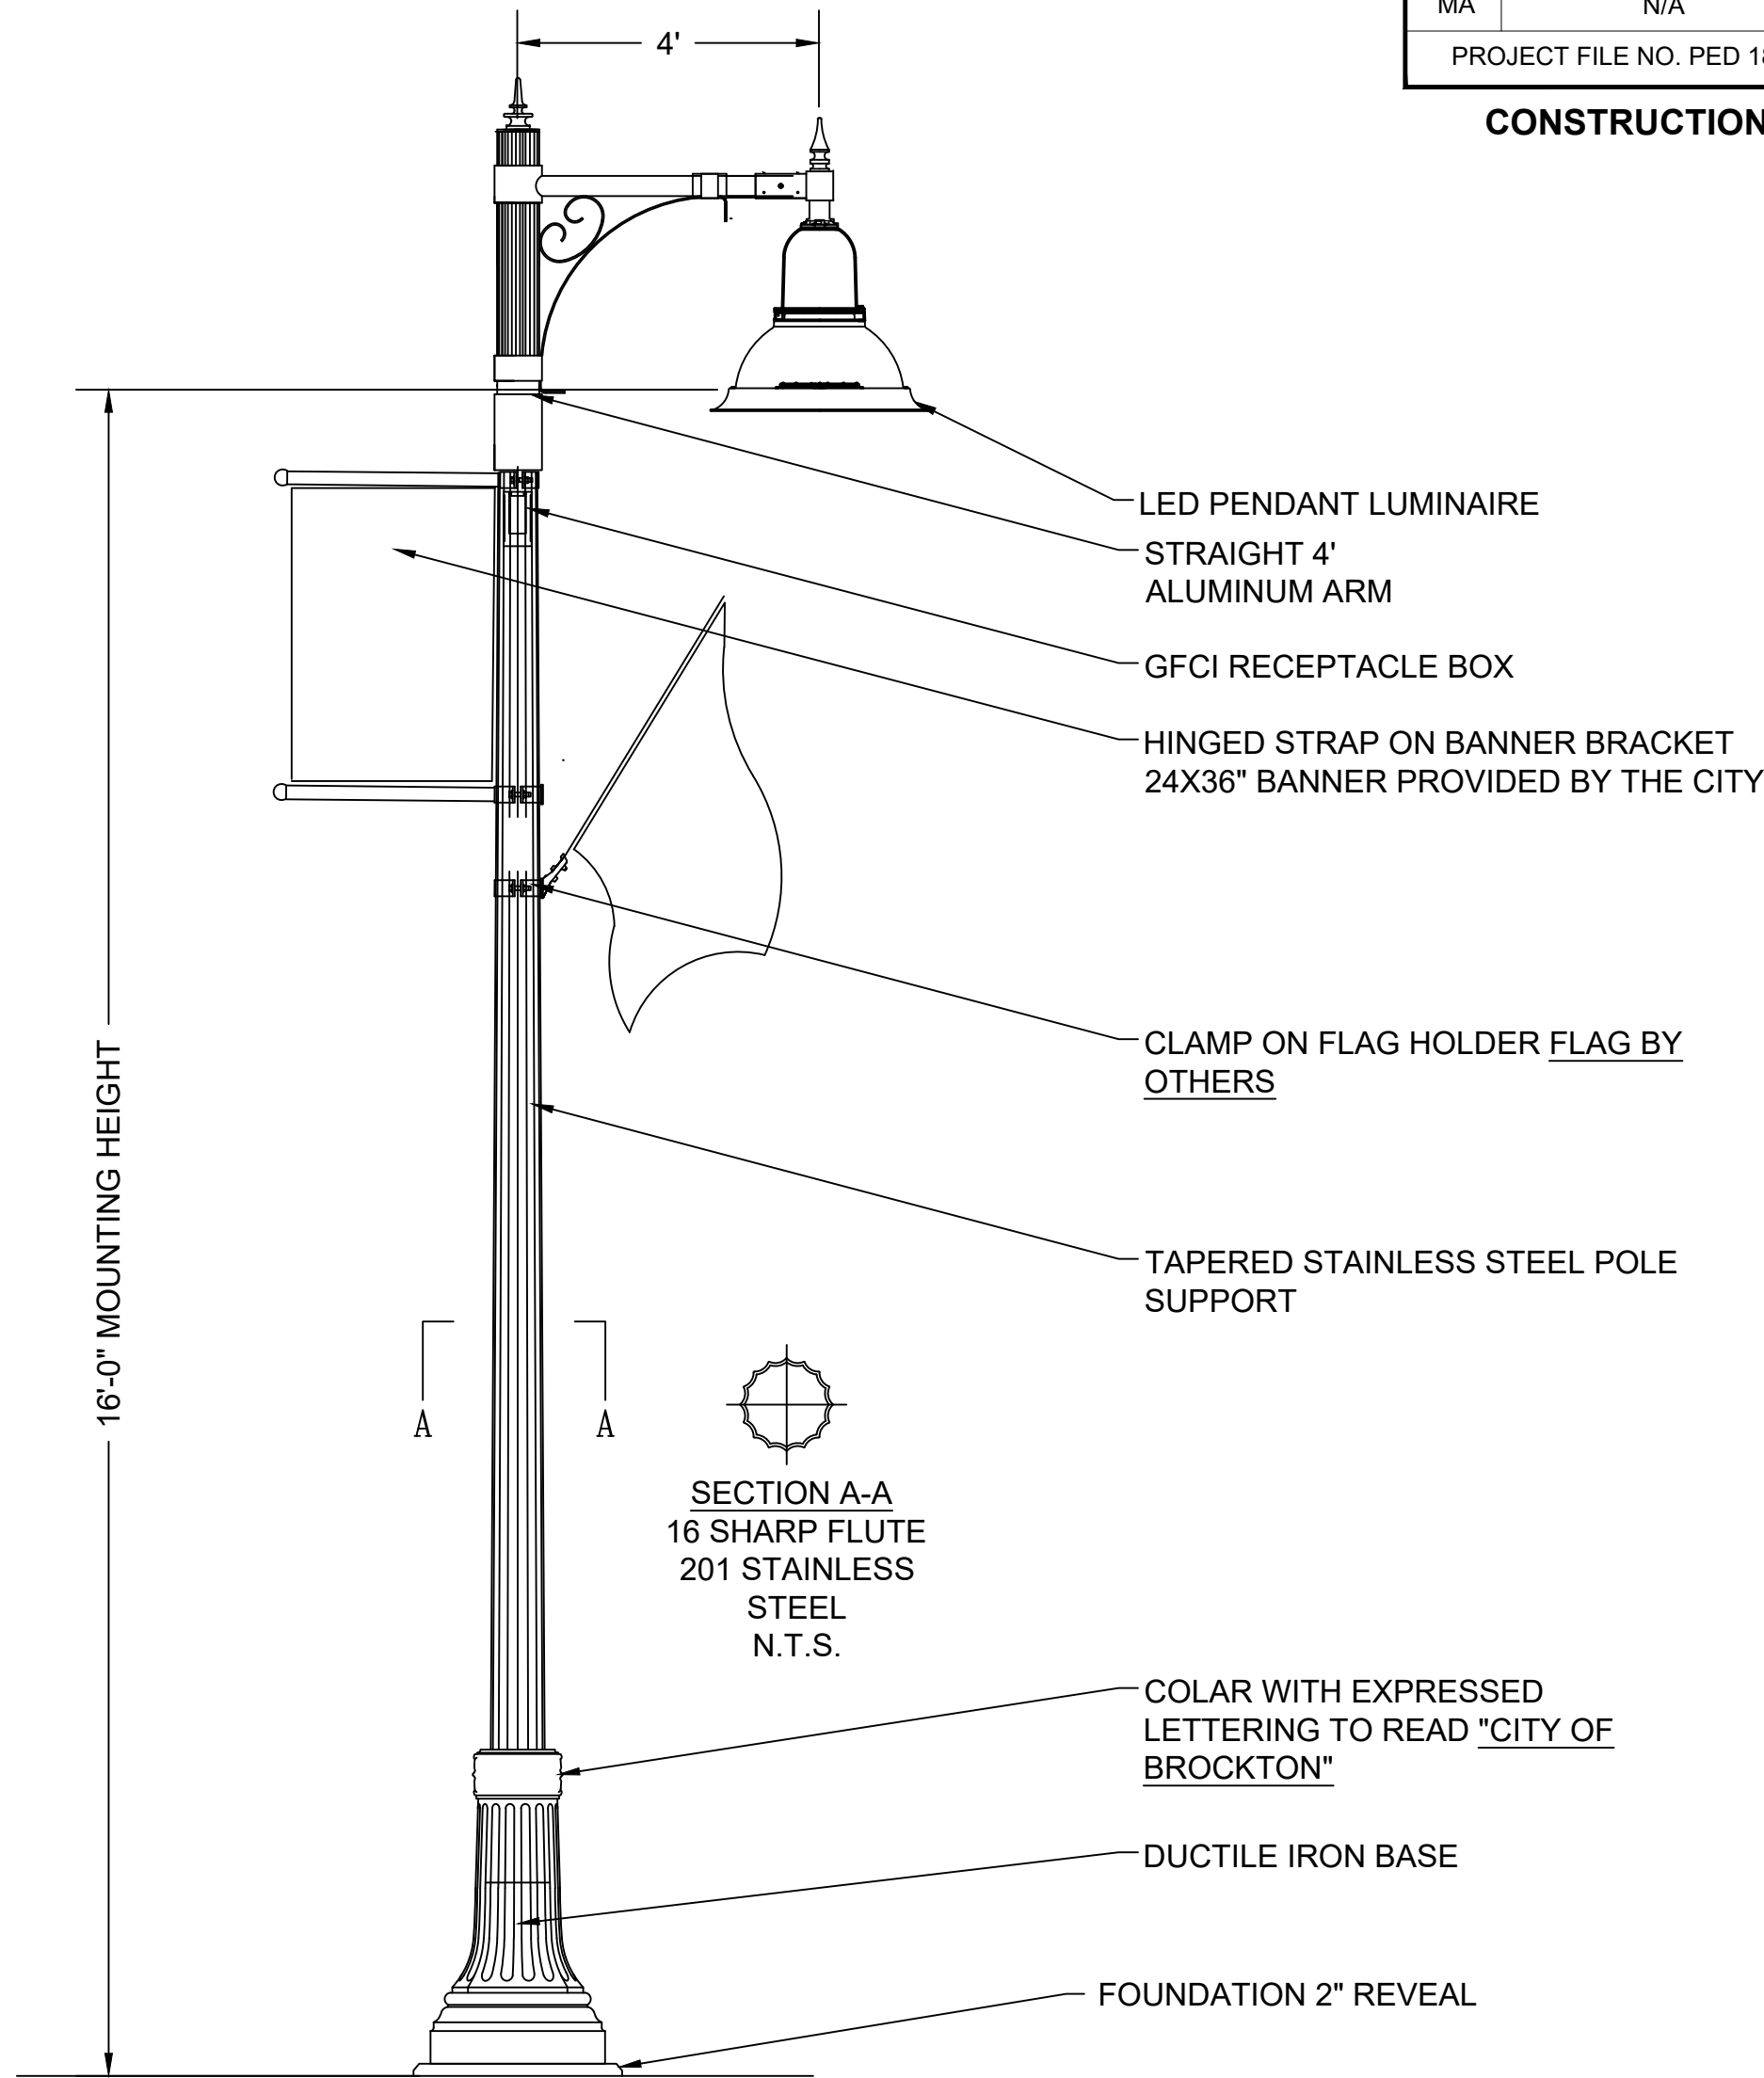 MA N/A
PROJECT FILE NO. PED
CONSTRUCTION
4'
LED PENDANT LUMINAIRE
STRAIGHT 4'
ALUMINUM ARM
GFCI RECEPTACLE BOX
HINGED STRAP ON BANNER BRACKET
24X36" BANNER PROVIDED BY THE CITY
CLAMP ON FLAG HOLDER FLAG BY
OTHERS
16'-0" MOUNTING HEIGHT
TAPERED STAINLESS STEEL POLE
SUPPORT
A A
SECTION A-A
16 SHARP FLUTE
201 STAINLESS
STEEL
N.T.S.
COLAR WITH EXPRESSED
LETTERING TO READ "CITY OF
BROCKTON"
DUCTILE IRON BASE
FOUNDATION 2" REVEAL